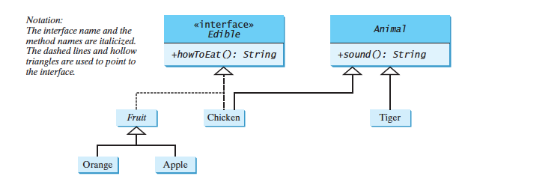 Notation:
The interface name and the
method names are italicized.
The dashed lines and hollow
triangles are used to point to
the interface.
«interface»
Edible
+howToEat(): String
Animal
+sound(): String
Fruit
Chicken
Tiger
Orange
Apple